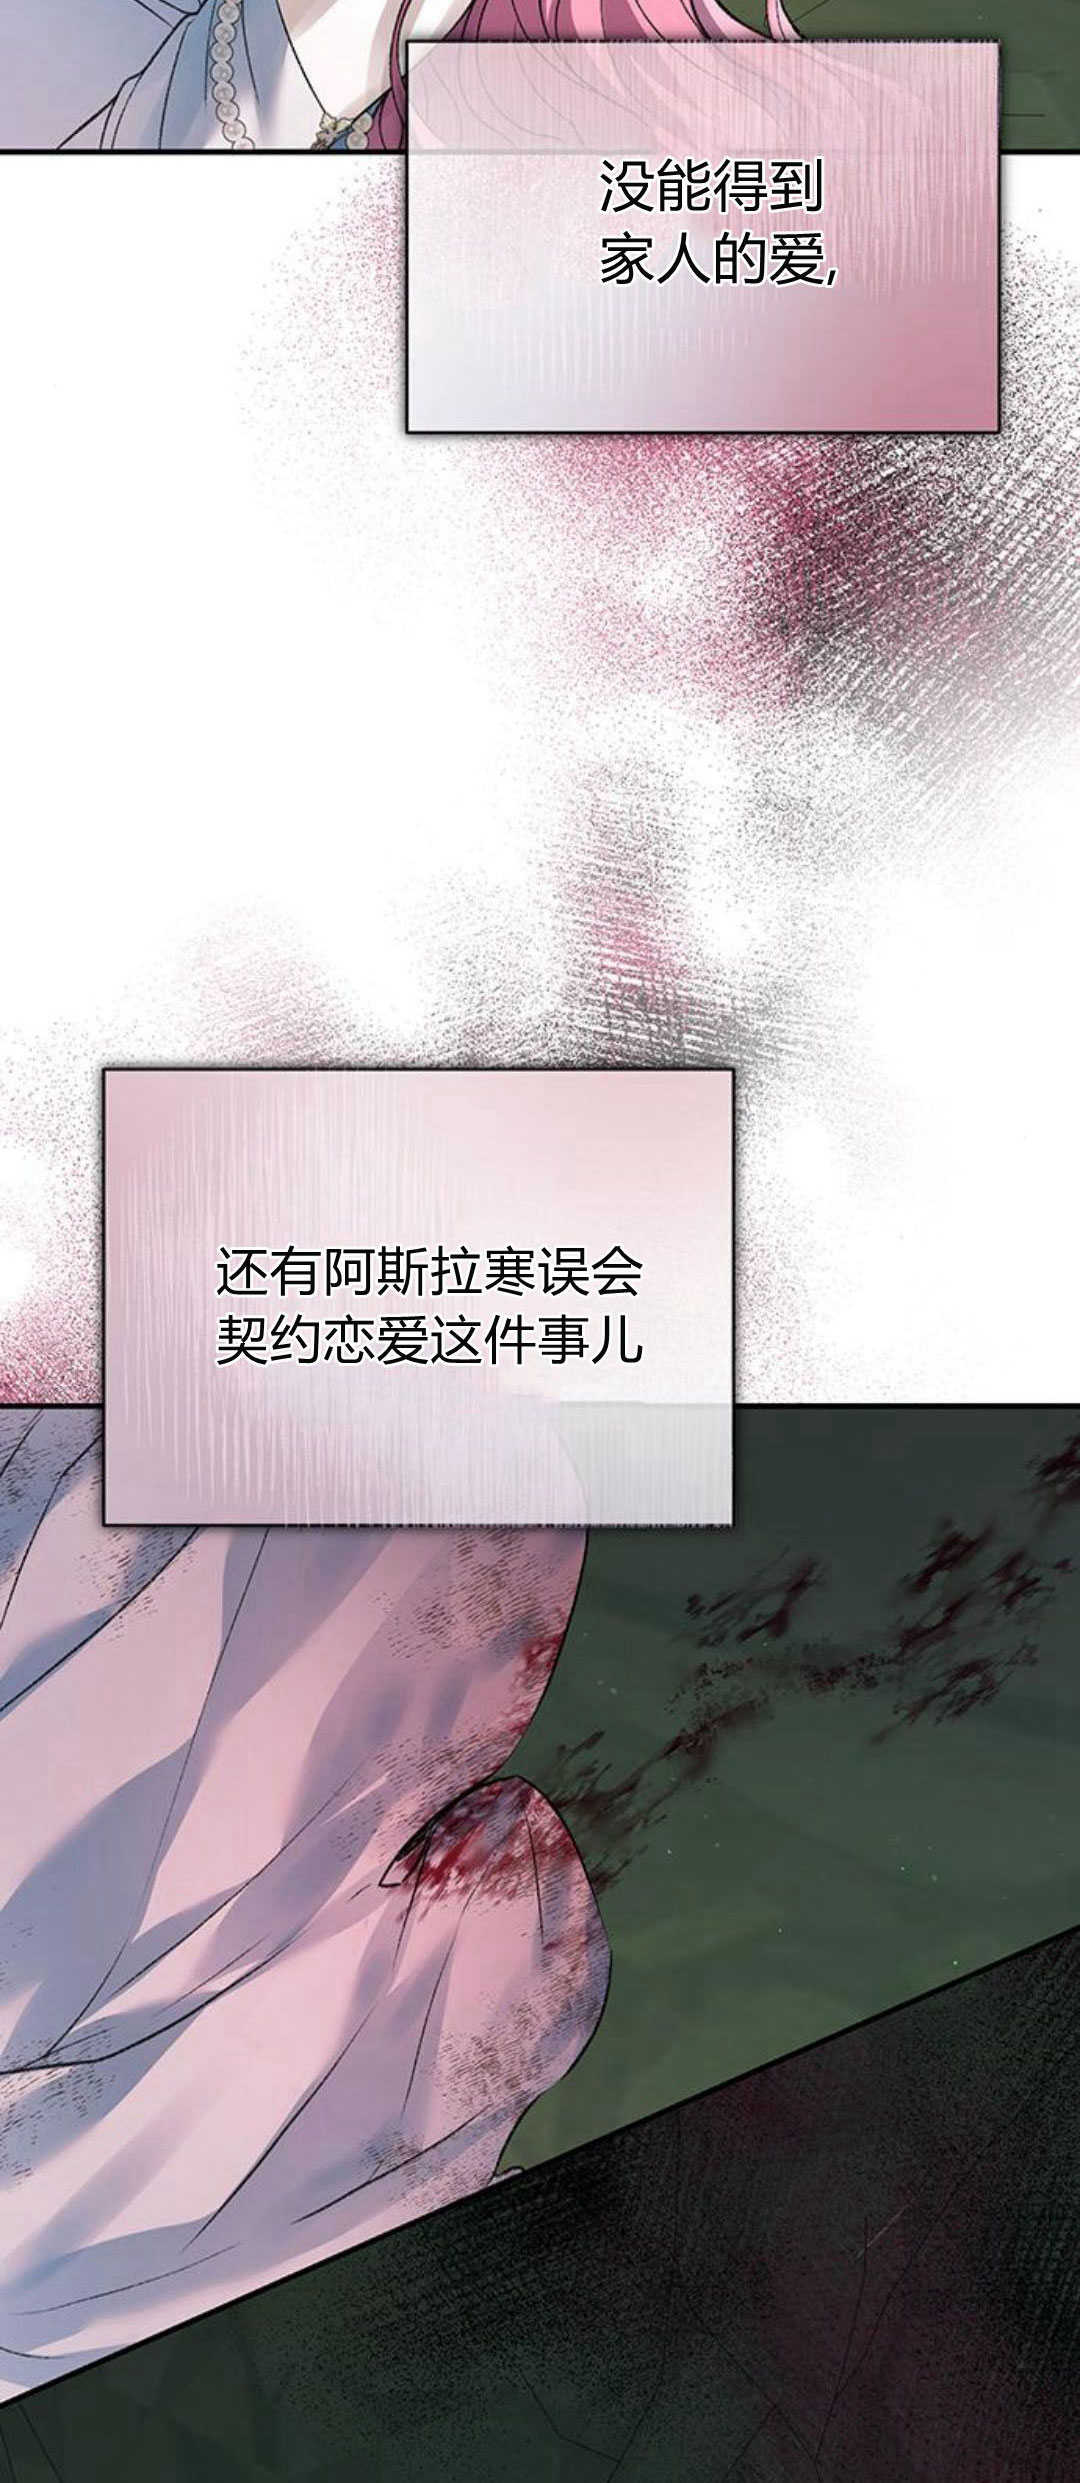 没能得到
家人的爱,
还有阿斯拉寒误会
契约恋爱这件事儿